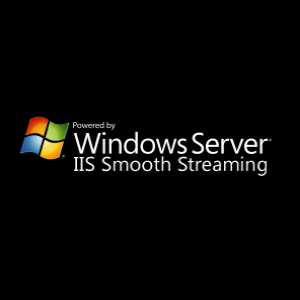 Powered by
Windows Server
IIS Smooth Streaming